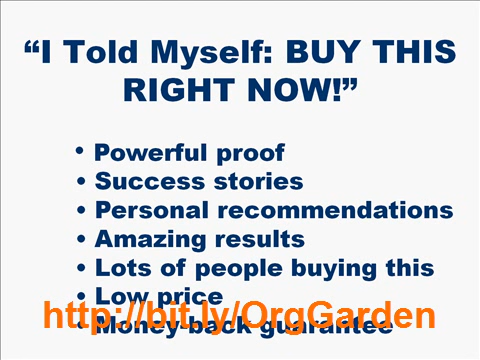 “I Told Myself: BUY THIS
RIGHT NOW!”
• Powerful proof
• Success stories
• Personal recommendations
• Amazing results
• Lots of people buying this
• Low price
http://bit.ly/OrgGarden
• Money-back guarantee